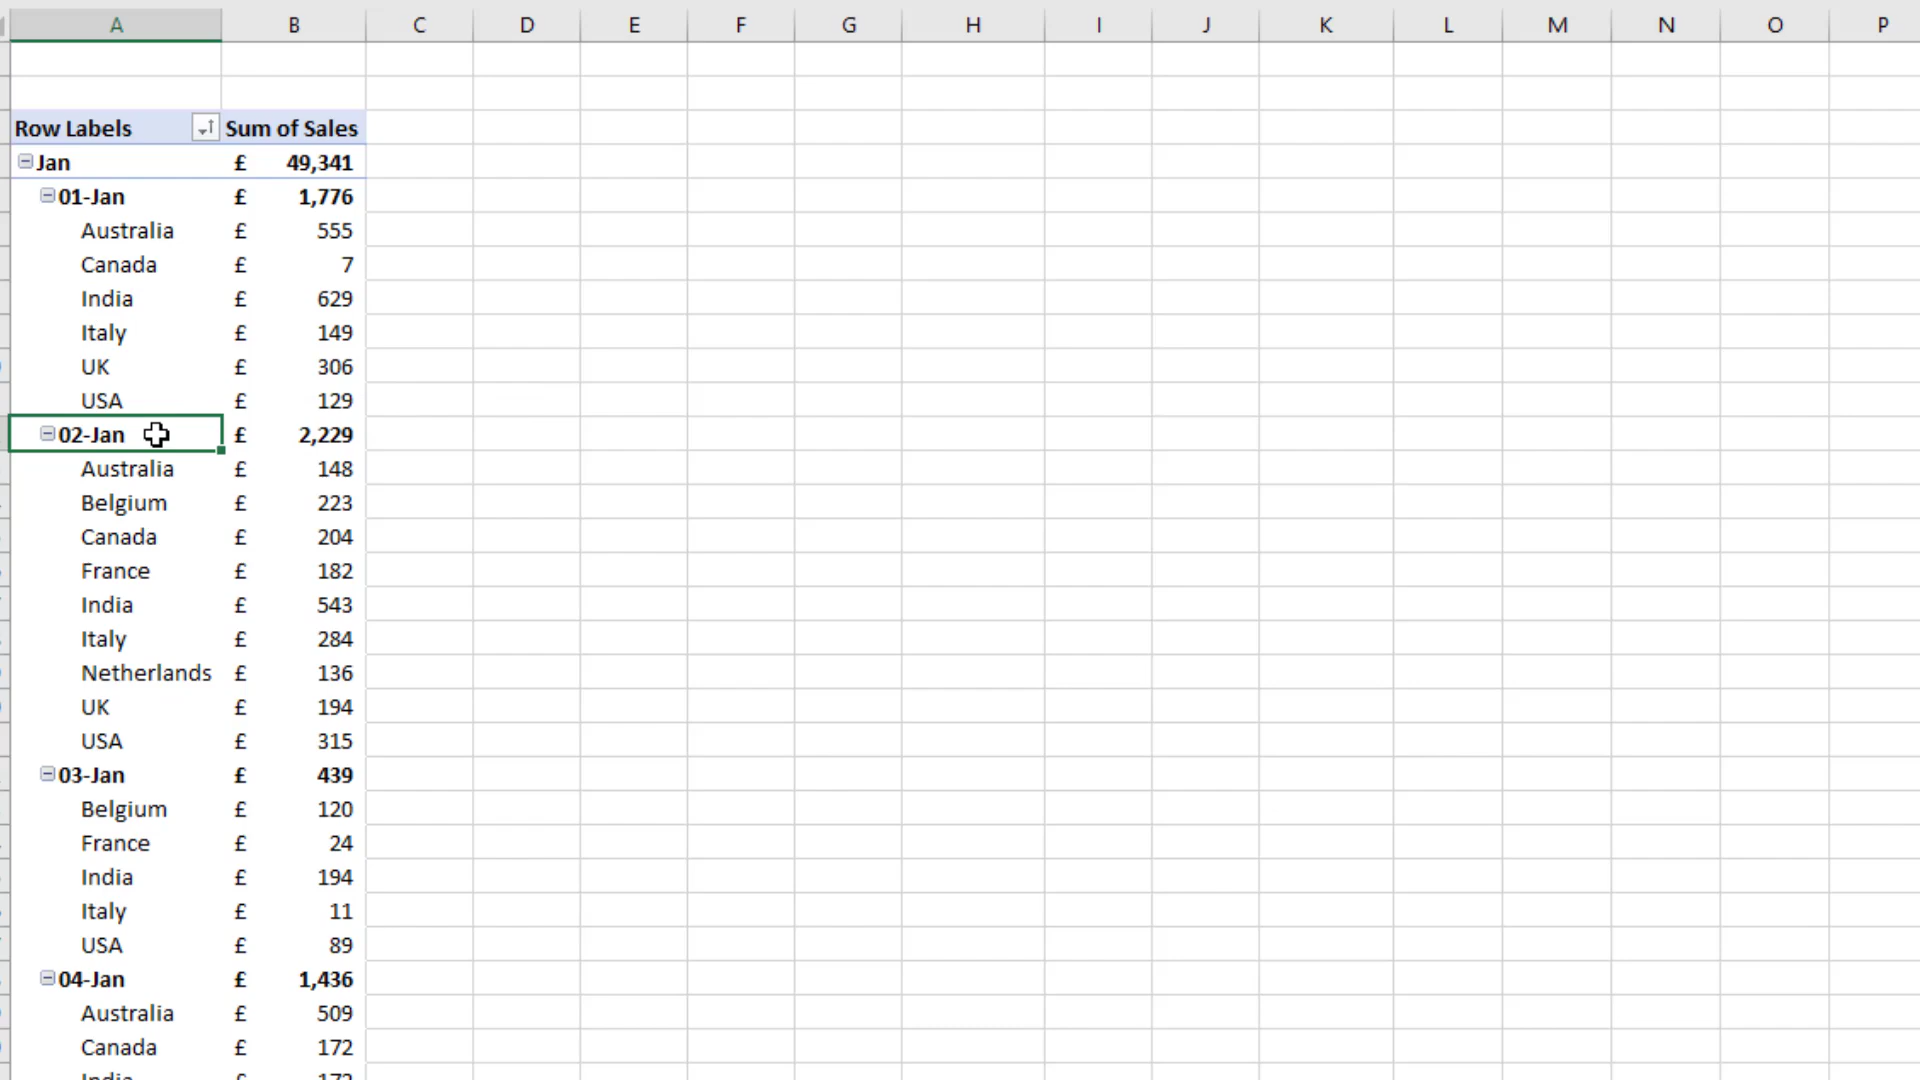 A B C D E F G H I J K L M N O P
Row Labels Sum of Sales
Jan £ 49,341
01-Jan £ 1,776
Australia £ 555
Canada £ 7
India £ 629
Italy £ 149
UK £ 306
USA £ 129
02-Jan £ 2,229
Australia £ 148
Belgium £ 223
Canada £ 204
France £ 182
India £ 543
Italy £ 284
Netherlands £ 136
UK £ 194
USA £ 315
03-Jan £ 439
Belgium £ 120
France £ 24
India £ 194
Italy £ 11
USA £ 89
04-Jan £ 1,436
Australia £ 509
Canada £ 172
India £